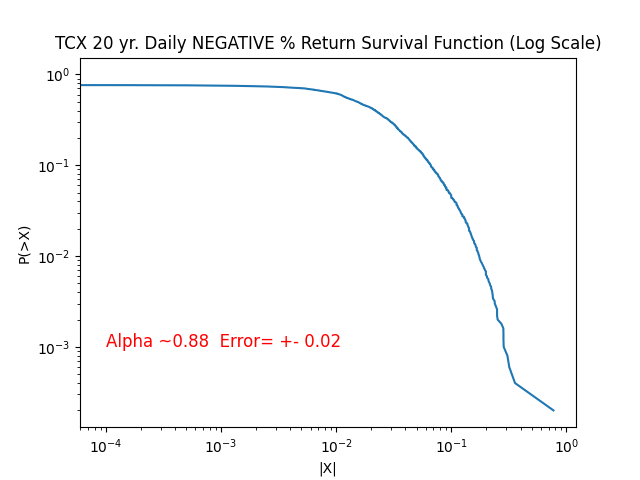 TCX 20 yr. Daily NEGATIVE % Return Survival Function (Log Scale)
10⁰
10⁻¹
10⁻²
10⁻³
P(>X)
Alpha ~0.88  Error= +- 0.02
10⁻⁴ 10⁻³ 10⁻² 10⁻¹ 10⁰
|X|